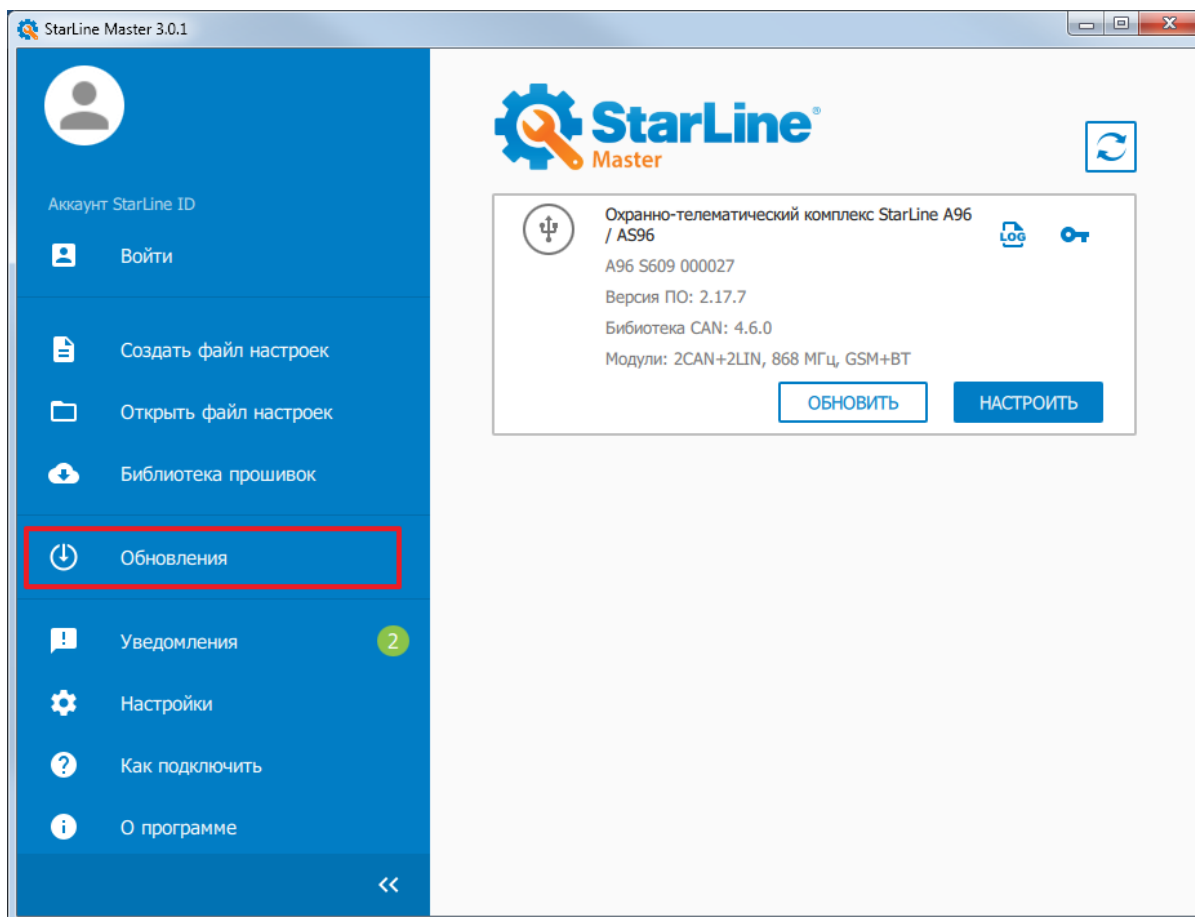 StarLine Master 3.0.1
Аккаунт StarLine ID
Войти
Создать файл настроек
Открыть файл настроек
Библиотека прошивок
Обновления
Уведомления
2
Настройки
Как подключить
О программе
StarLine®
Master
Охранно-телематический комплекс StarLine A96
/ AS96
LOG
A96 S609 000027
Версия ПО: 2.17.7
Бибиотека CAN: 4.6.0
Модули: 2CAN+2LIN, 868 МГц, GSM+BT
ОБНОВИТЬ
НАСТРОИТЬ